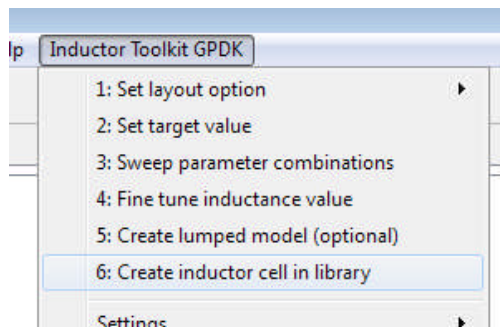 lp Inductor Toolkit GPDK
1: Set layout option
2: Set target value
3: Sweep parameter combinations
4: Fine tune inductance value
5: Create lumped model (optional)
6: Create inductor cell in library
Settings